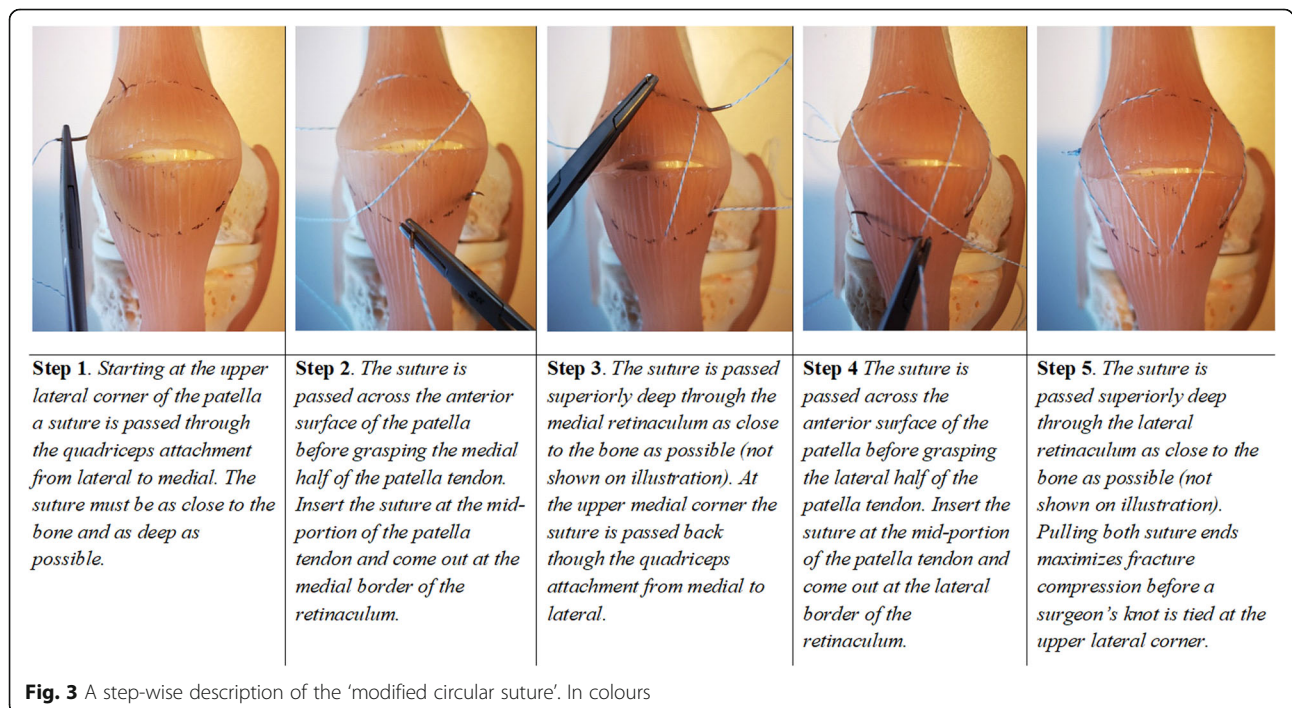 Step 1. Starting at the upper
lateral corner of the patella
a suture is passed through
the quadriceps attachment
from lateral to medial. The
suture must be as close to the
bone and as deep as
possible.
Step 2. The suture is
passed across the anterior
surface of the patella
before grasping the medial
half of the patella tendon.
Insert the suture at the mid-
portion of the patella
tendon and come out at the
medial border of the
retinaculum.
Step 3. The suture is passed
superiorly deep through the
medial retinaculum as close
to the bone as possible (not
shown on illustration). At
the upper medial corner the
suture is passed back
though the quadriceps
attachment from medial to
lateral.
Step 4 The suture is
passed across the
anterior surface of the
patella before grasping
the lateral half of the
patella tendon. Insert the
suture at the mid-portion
of the patella tendon and
come out at the lateral
border of the
retinaculum.
Step 5. The suture is
passed superiorly deep
through the lateral
retinaculum as close to the
bone as possible (not
shown on illustration).
Pulling both suture ends
maximizes fracture
compression before a
surgeon's knot is tied at the
upper lateral corner.
Fig. 3 A step-wise description of the 'modified circular suture'. In colours